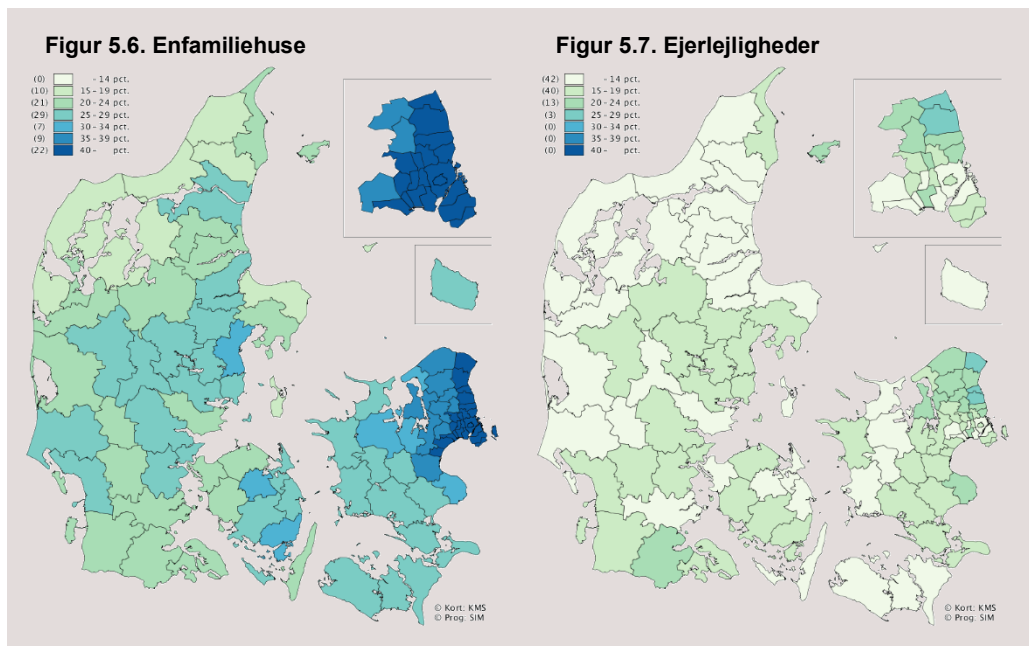 Figur 5.6. Enfamiliehuse
(0) - 14 pct.
(10) 15 - 19 pct.
(21) 20 - 24 pct.
(29) 25 - 29 pct.
(7) 30 - 34 pct.
(9) 35 - 39 pct.
(22) 40 - pct.
© Kort: KMS
© Prog. SIM
Figur 5.7. Ejerlejligheder
(42) - 14 pct.
(40) 15 - 19 pct.
(13) 20 - 24 pct.
(3) 25 - 29 pct.
(0) 30 - 34 pct.
(0) 35 - 39 pct.
(0) 40 - pct.
© Kort: KMS
© Prog. SIM